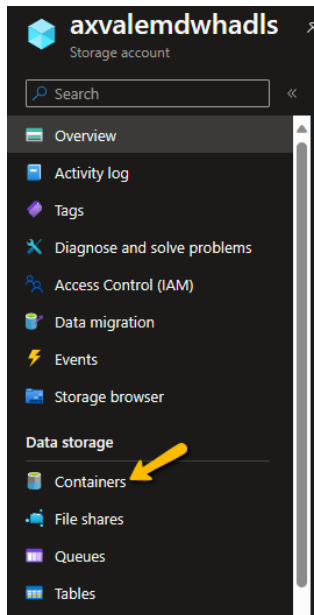 axvalemdwhadls
Storage account
Search
Overview
Activity log
Tags
Diagnose and solve problems
Access Control (IAM)
Data migration
Events
Storage browser
Data storage
Containers
File shares
Queues
Tables